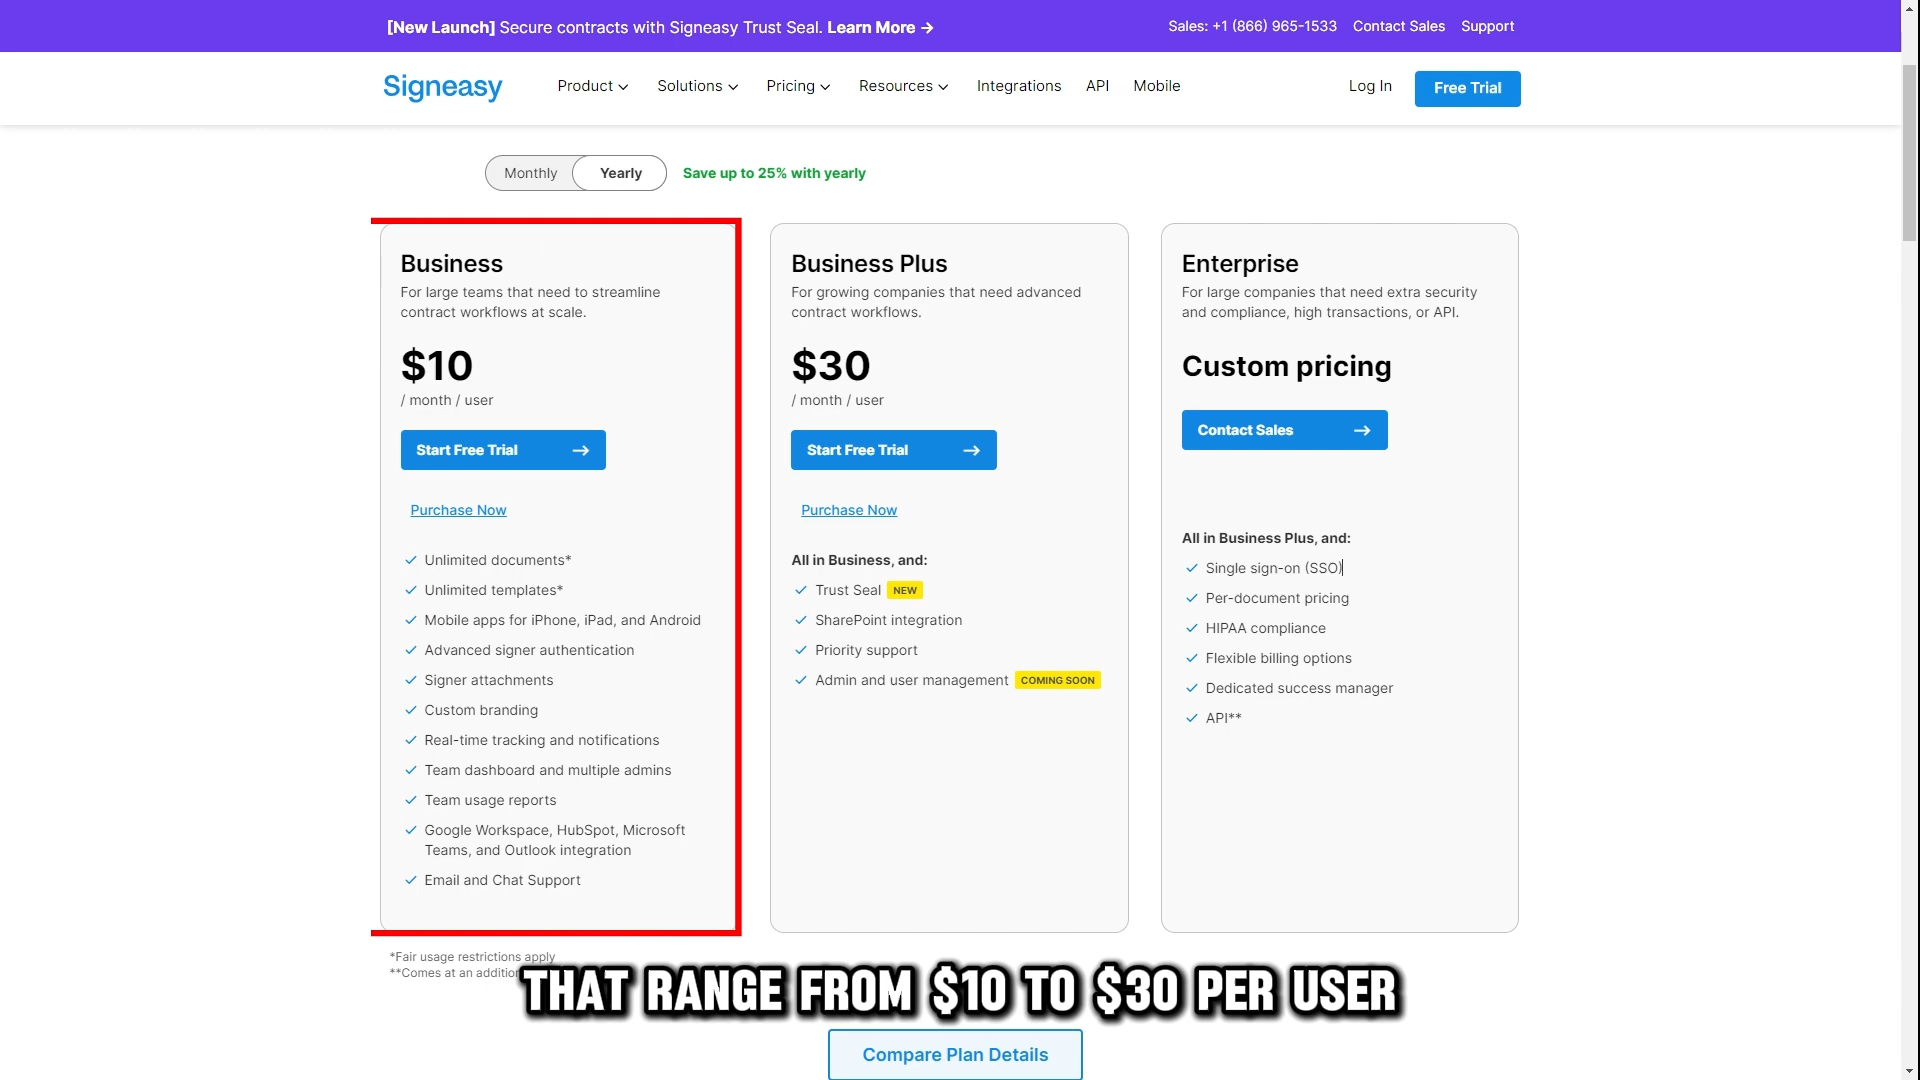 [New Launch] Secure contracts with Signeasy Trust Seal. Learn More →
Sales: +1 (866) 965-1533 Contact Sales Support
Signeasy Product Solutions Pricing Resources Integrations API Mobile Log In Free Trial
Monthly Yearly Save up to 25% with yearly
Business
For large teams that need to streamline
contract workflows at scale.
$10
/ month / user
Start Free Trial →
Purchase Now
Unlimited documents*
Unlimited templates*
Mobile apps for iPhone, iPad, and Android
Advanced signer authentication
Signer attachments
Custom branding
Real-time tracking and notifications
Team dashboard and multiple admins
Team usage reports
Google Workspace, HubSpot, Microsoft
Teams, and Outlook integration
Email and Chat Support
Business Plus
For growing companies that need advanced
contract workflows.
$30
/ month / user
Start Free Trial →
Purchase Now
All in Business, and:
Trust Seal NEW
SharePoint integration
Priority support
Admin and user management COMING SOON
Enterprise
For large companies that need extra security
and compliance, high transactions, or API.
Custom pricing
Contact Sales →
All in Business Plus, and:
Single sign-on (SSO)
Per-document pricing
HIPAA compliance
Flexible billing options
Dedicated success manager
API**
*Fair usage restrictions apply
**Comes at an
THAT RANGE FROM $10 TO $30 PER USER
Compare Plan Details